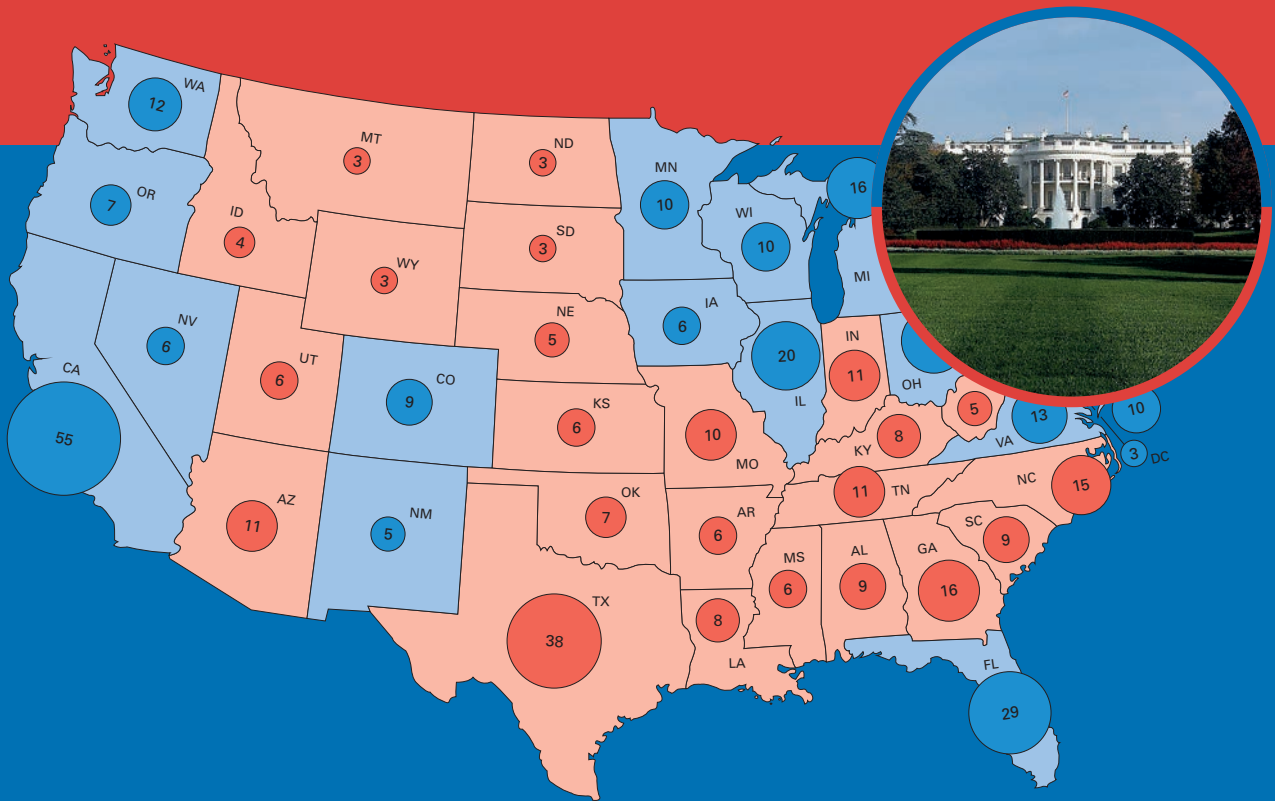 WA
12
MT
3
ND
3
MN
10
16
OR
7
ID
4
SD
3
WI
10
WY
3
MI
NV
6
NE
5
IA
6
IL
20
IN
11
OH
CA
55
UT
6
CO
9
KS
6
MO
10
KY
8
5
VA
13
10
3
DC
AZ
11
NM
5
OK
7
AR
6
TN
11
NC
15
SC
9
TX
38
LA
8
MS
6
AL
9
GA
16
FL
29